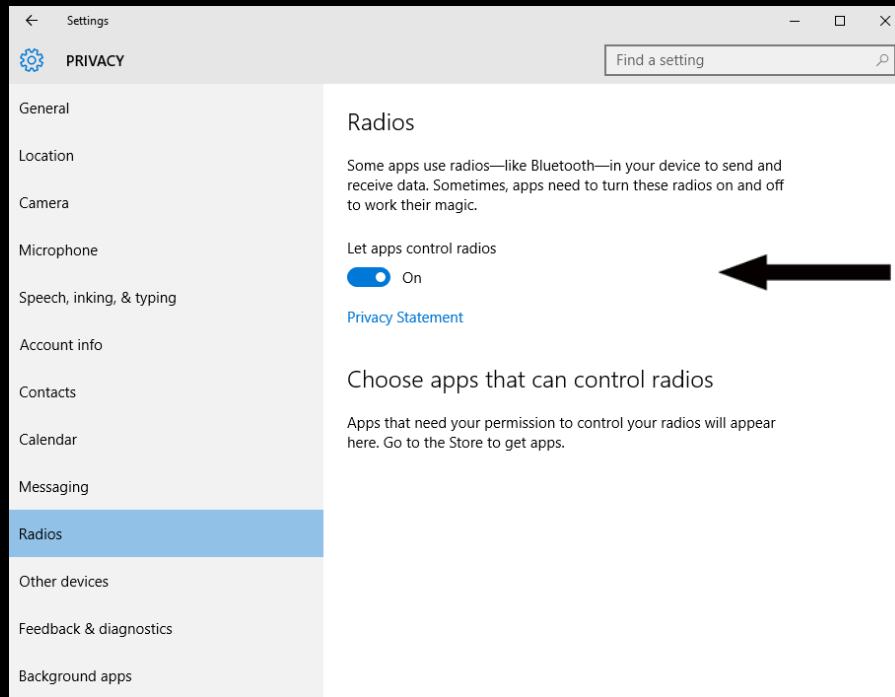 Settings
PRIVACY
Find a setting
General
Location
Camera
Microphone
Speech, inking, & typing
Account info
Contacts
Calendar
Messaging
Radios
Other devices
Feedback & diagnostics
Background apps
Radios
Some apps use radios—like Bluetooth—in your device to send and
receive data. Sometimes, apps need to turn these radios on and off
to work their magic.
Let apps control radios
On
Privacy Statement
Choose apps that can control radios
Apps that need your permission to control your radios will appear
here. Go to the Store to get apps.